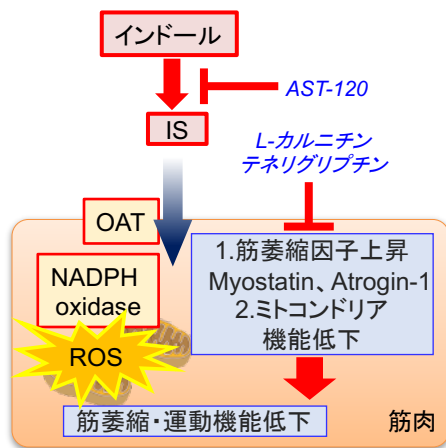 インドール
AST-120
IS
L-カルニチン
テネリグリプチン
OAT
NADPH
oxidase
ROS
1.筋萎縮因子上昇
Myostatin、Atrogin-1
2.ミトコンドリア
機能低下
筋萎縮・運動機能低下
筋肉